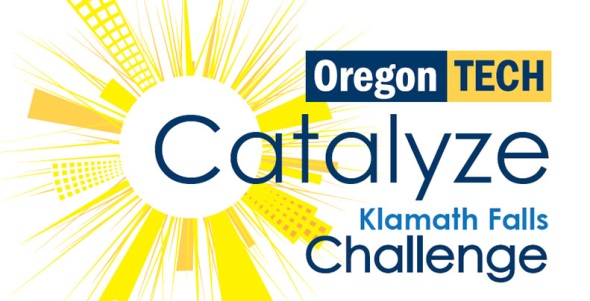 Oregon TECH
Catalyze
Klamath Falls
Challenge